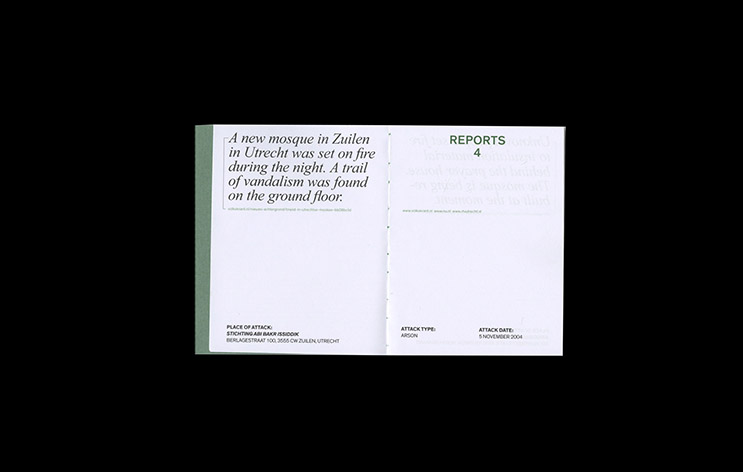 A new mosque in Zuilen
in Utrecht was set on fire
during the night. A trail
of vandalism was found
on the ground floor.
PLACE OF ATTACK:
STICHTING ABI BAKR ISSIDDIK
BERLAGESTRAAT 100, 3555 CW ZUILEN, UTRECHT
REPORTS
4
ATTACK TYPE:
ARSON
ATTACK DATE:
5 NOVEMBER 2004